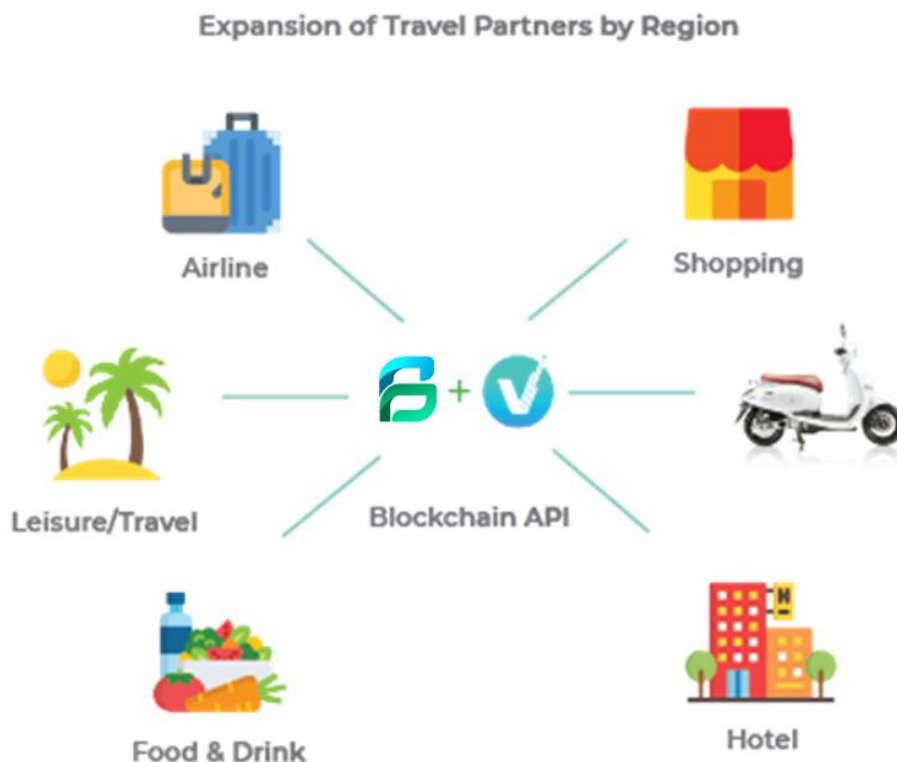 Expansion of Travel Partners by Region
Airline
Shopping
Leisure/Travel
Blockchain API
Food & Drink
Hotel
H